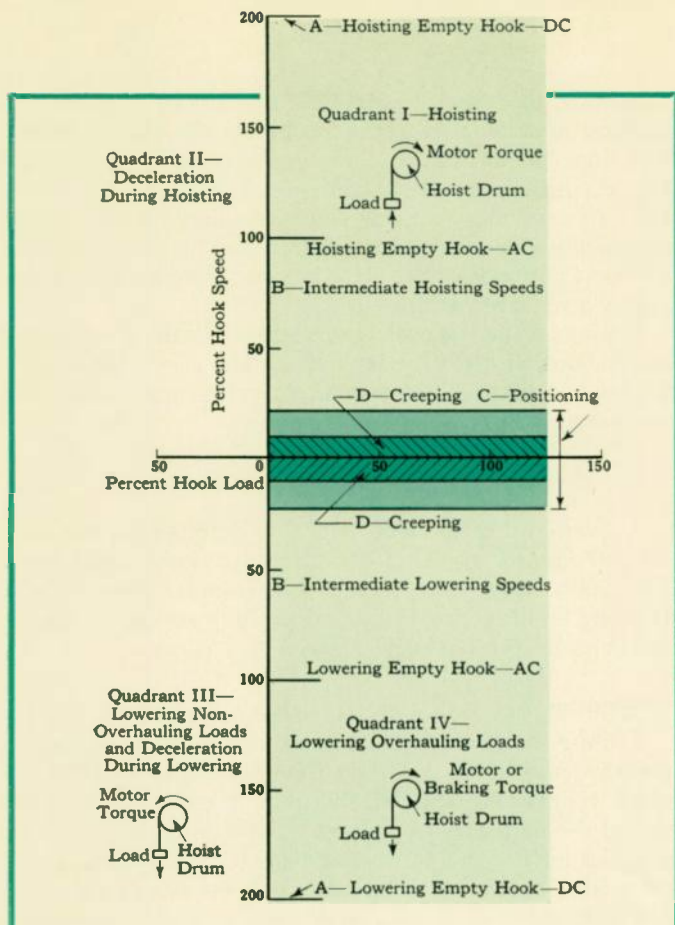 200
A—Hoisting Empty Hook—DC
150
Quadrant I—Hoisting
Motor Torque
Hoist Drum
Load
Quadrant II—
Deceleration
During Hoisting
100
Hoisting Empty Hook—AC
Percent Hook Speed
B—Intermediate Hoisting Speeds
50
D—Creeping
C—Positioning
50
0
50
100
150
Percent Hook Load
D—Creeping
50
B—Intermediate Lowering Speeds
Lowering Empty Hook—AC
100
Quadrant III—
Lowering Non-
Overhauling Loads
and Deceleration
During Lowering
Motor
Torque
Load
Hoist
Drum
Quadrant IV—
Lowering Overhauling Loads
150
Motor or
Braking Torque
Hoist Drum
Load
A—Lowering Empty Hook—DC
200